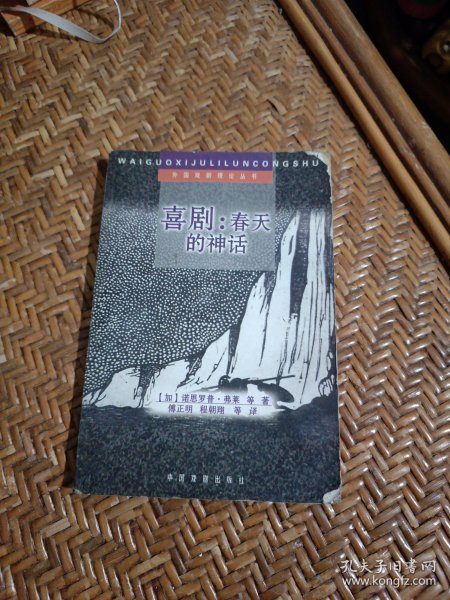 WAIGUOXIJULILUNCONGSHU
外国戏剧理论丛书
喜剧:春天
的神话
【加】诺思罗普·弗莱 等 著
傅正明 程朝翔 等 译
中国戏剧出版社
孔夫子旧书网
www.kongfz.com